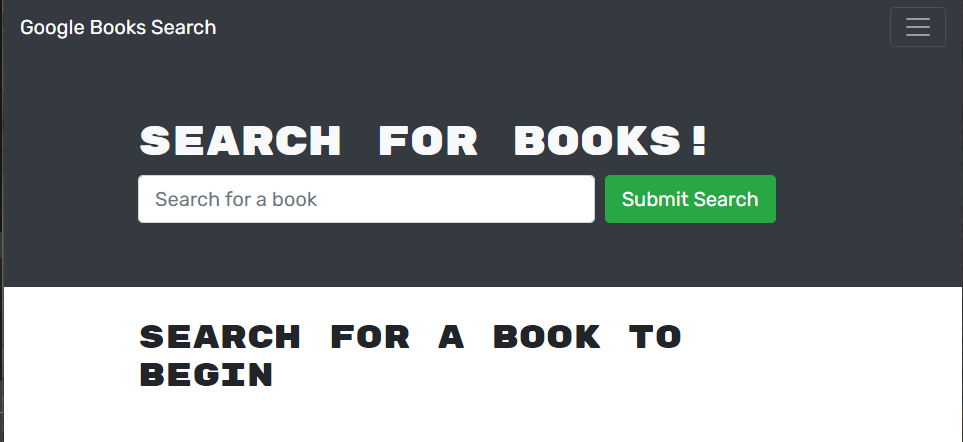 Google Books Search
SEARCH FOR BOOKS!
Search for a book
Submit Search
SEARCH FOR A BOOK TO
BEGIN